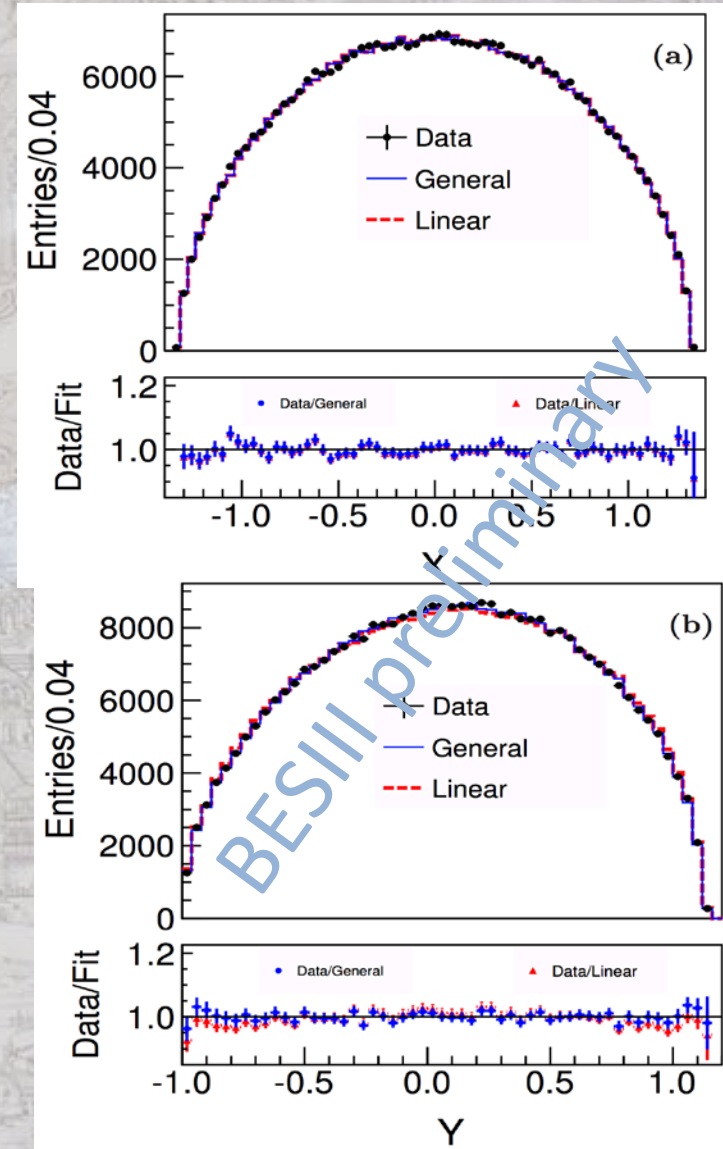 (a)
Entries/0.04
6000
4000
2000
0
Data
General
Linear
Data/Fit
1.2
1.0
Data/General
Data/Linear
-1.0 -0.5 0.0 0.5 1.0
BESIII preliminary
(b)
Entries/0.04
8000
6000
4000
2000
0
Data
General
Linear
Data/Fit
1.2
1.0
Data/General
Data/Linear
-1.0 -0.5 0.0 0.5 1.0
Y